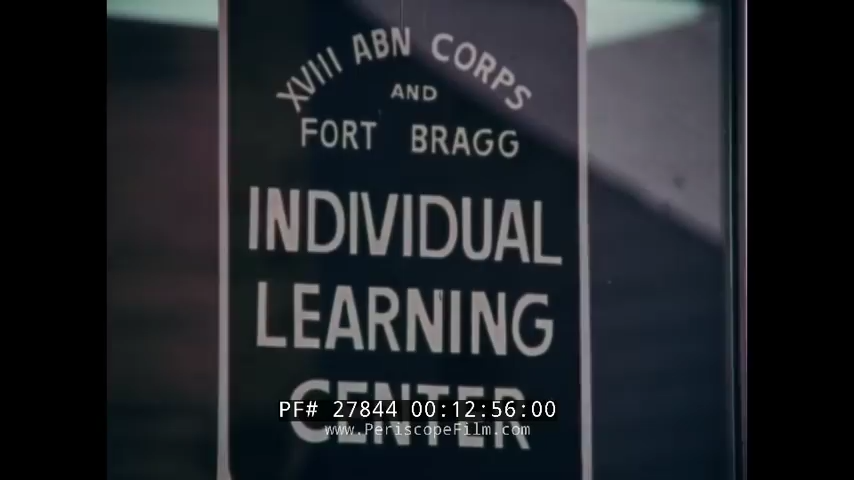 XVIII ABN CORPS
AND
FORT BRAGG
INDIVIDUAL
LEARNING
CENTER
PF# 27844 00:12:56:00
www.PeriscopeFilm.com